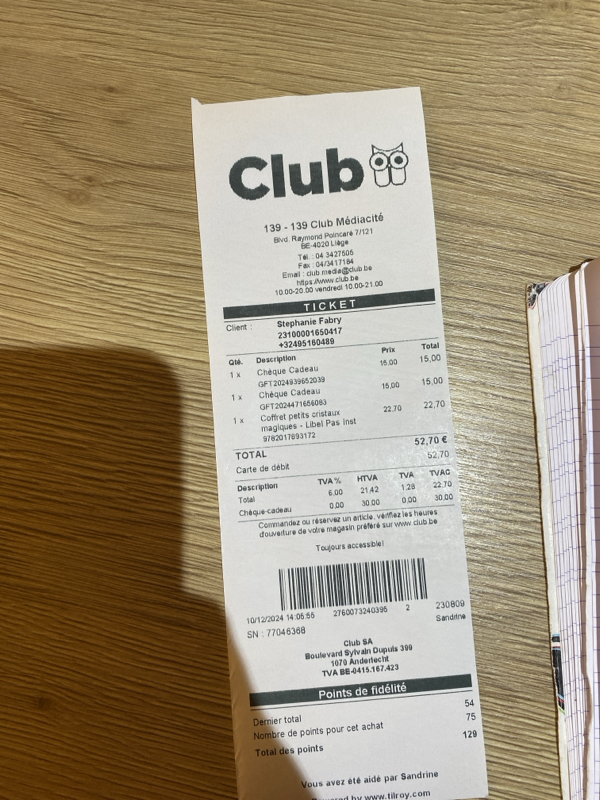 Club
139 - 139 Club Médiacité
Blvd. Raymond Poincaré 7/121
BE-4020 Liège
Tél. : 04 3427505
Fax : 04/3417184
Email : club.media@club.be
https://www.club.be
10.00-20.00 vendredi 10.00-21.00
TICKET
Client : Stephanie Fabry
23100001650417
+32495160489
Qté. Description Prix Total
1 x Chèque Cadeau 15,00 15,00
GFT2024939652039
1 x Chèque Cadeau 15,00 15,00
GFT2024471656083
1 x Coffret petits cristaux 22,70 22,70
magiques - Libel Pas Inst
9782017893172
TOTAL 52,70 €
Carte de débit 52,70
Description TVA % HTVA TVA TVAC
Total 6,00 21,42 1,28 22,70
Chèque-cadeau 0,00 30,00 0,00 30,00
Commandez ou réservez un article, vérifiez les heures
d'ouverture de votre magasin préféré sur www.club.be
Toujours accessible!
10/12/2024 14:05:55 2760073240395 2 230809
SN : 77046368 Sandrine
Club SA
Boulevard Sylvain Dupuis 399
1070 Anderlecht
TVA BE-0415.167.423
Points de fidélité
Dernier total 54
Nombre de points pour cet achat 75
Total des points 129
Vous avez été aidé par Sandrine
Powered by www.tilroy.com